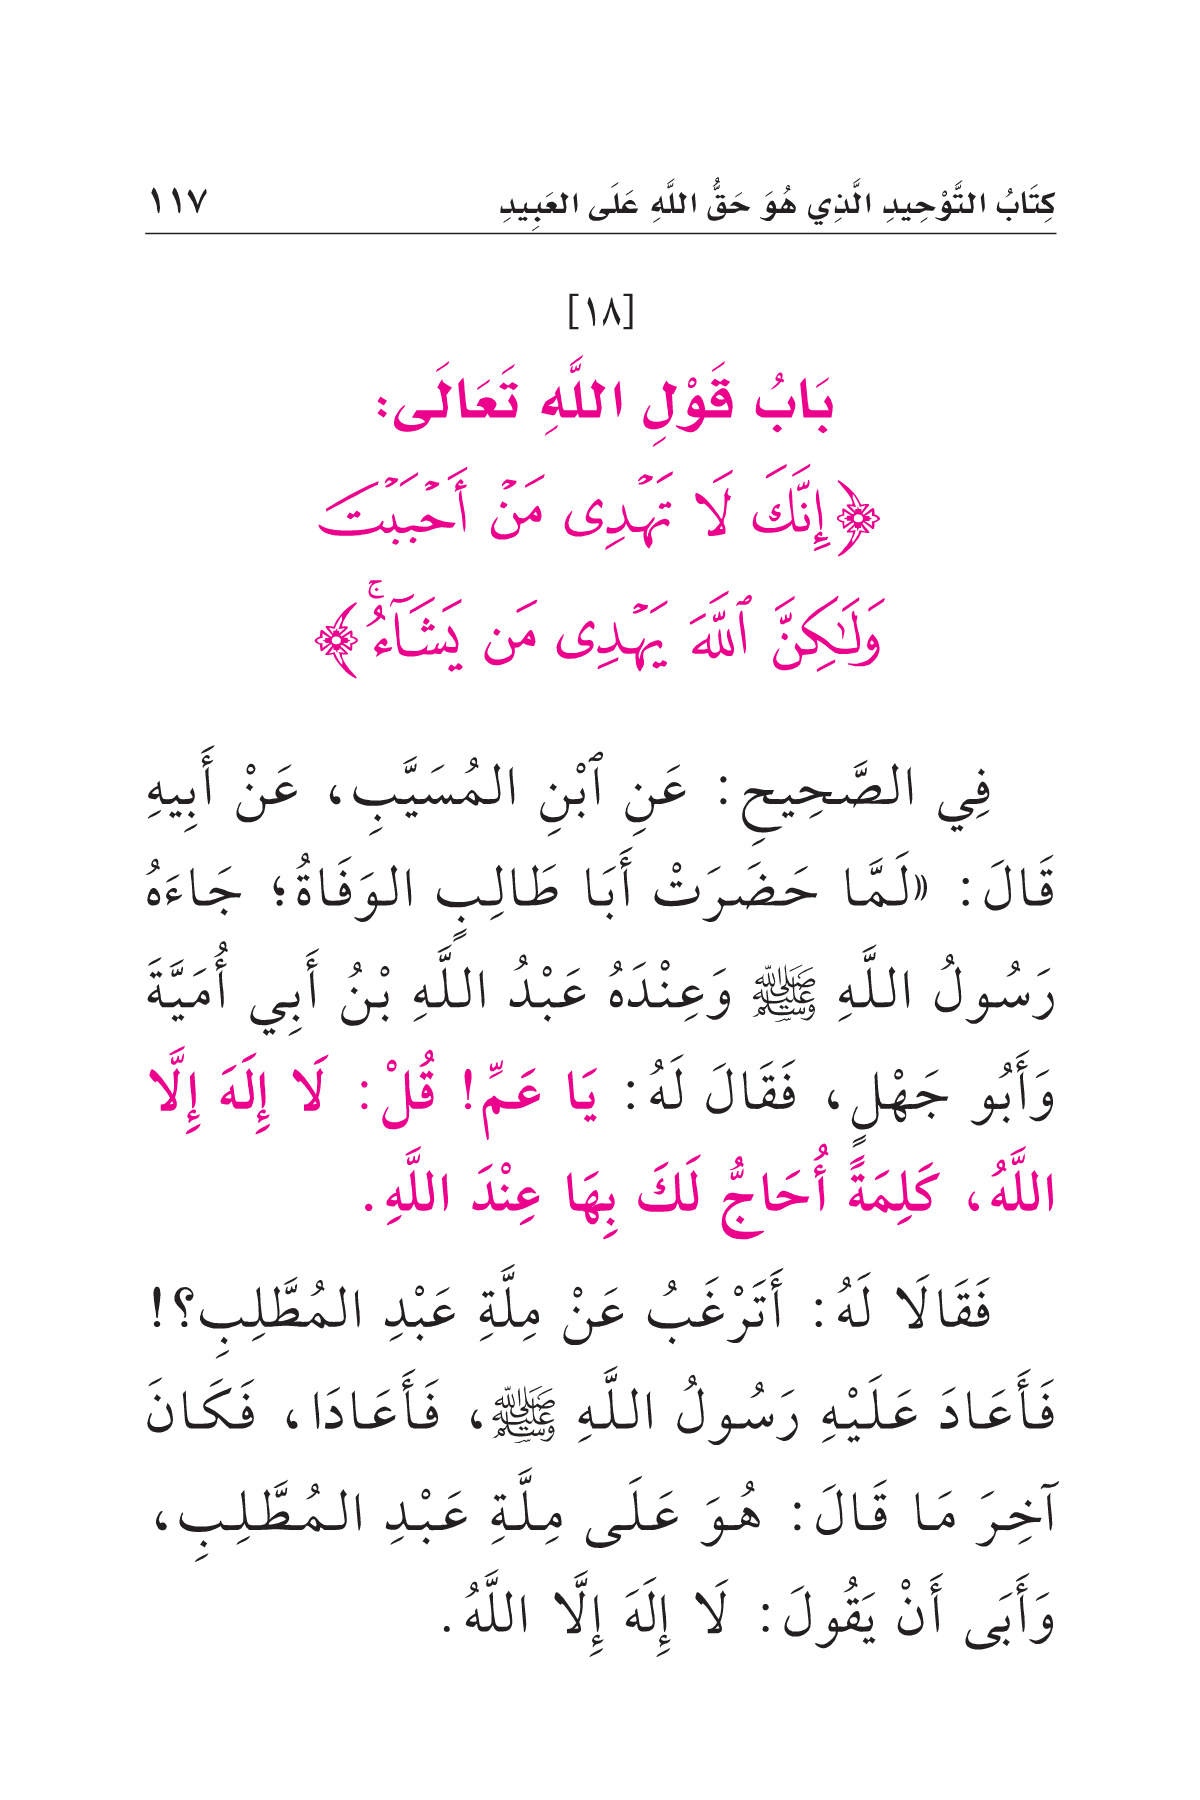 كِتَابُ التَّوْحِيدِ الَّذِي هُوَ حَقُّ اللَّهِ عَلَى العَبِيدِ ١١٧
[١٨]
بَابُ قَوْلِ اللَّهِ تَعَالَى:
﴿إِنَّكَ لَا تَهْدِى مَنْ أَحْبَبْتَ
وَلَٰكِنَّ ٱللَّهَ يَهْدِى مَن يَشَآءُۚ﴾
فِي الصَّحِيحِ: عَنِ ٱبْنِ المُسَيَّبِ، عَنْ أَبِيهِ
قَالَ: «لَمَّا حَضَرَتْ أَبَا طَالِبٍ الوَفَاةُ؛ جَاءَهُ
رَسُولُ اللَّهِ ﷺ وَعِنْدَهُ عَبْدُ اللَّهِ بْنُ أَبِي أُمَيَّةَ
وَأَبُو جَهْلٍ، فَقَالَ لَهُ: يَا عَمِّ! قُلْ: لَا إِلَهَ إِلَّا
اللَّهُ، كَلِمَةً أُحَاجُّ لَكَ بِهَا عِنْدَ اللَّهِ.
فَقَالَا لَهُ: أَتَرْغَبُ عَنْ مِلَّةِ عَبْدِ المُطَّلِبِ؟!
فَأَعَادَ عَلَيْهِ رَسُولُ اللَّهِ ﷺ، فَأَعَادَا، فَكَانَ
آخِرَ مَا قَالَ: هُوَ عَلَى مِلَّةِ عَبْدِ المُطَّلِبِ،
وَأَبَى أَنْ يَقُولَ: لَا إِلَهَ إِلَّا اللَّهُ.